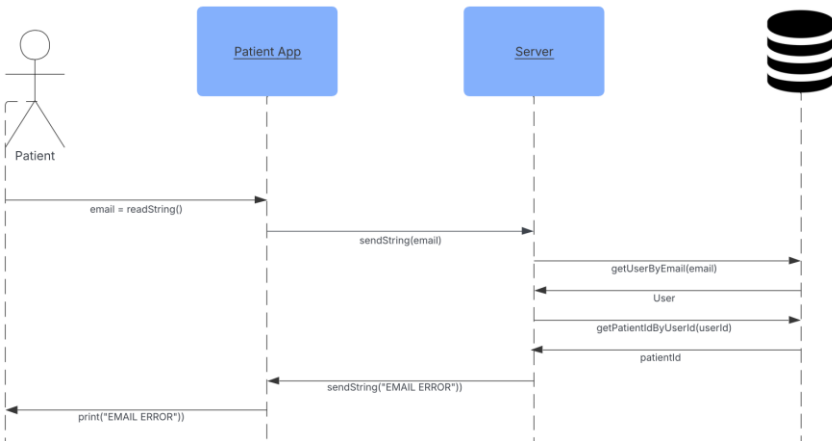 Patient App
Server
Patient
email = readString()
sendString(email)
getUserByEmail(email)
User
getPatientIdByUserId(userId)
patientId
sendString("EMAIL ERROR"))
print("EMAIL ERROR"))